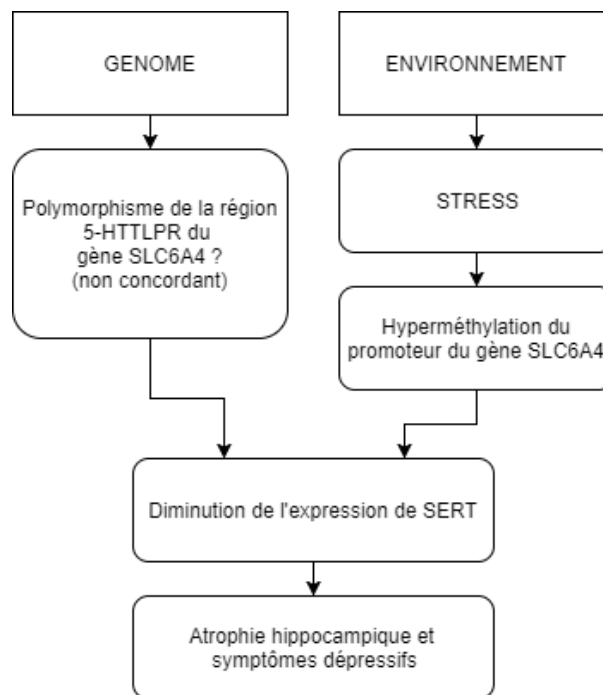 GENOME
ENVIRONNEMENT
Polymorphisme de la région
5-HTTLPR du
gène SLC6A4 ?
(non concordant)
STRESS
Hyperméthylation du
promoteur du gène SLC6A4
Diminution de l'expression de SERT
Atrophie hippocampique et
symptômes dépressifs